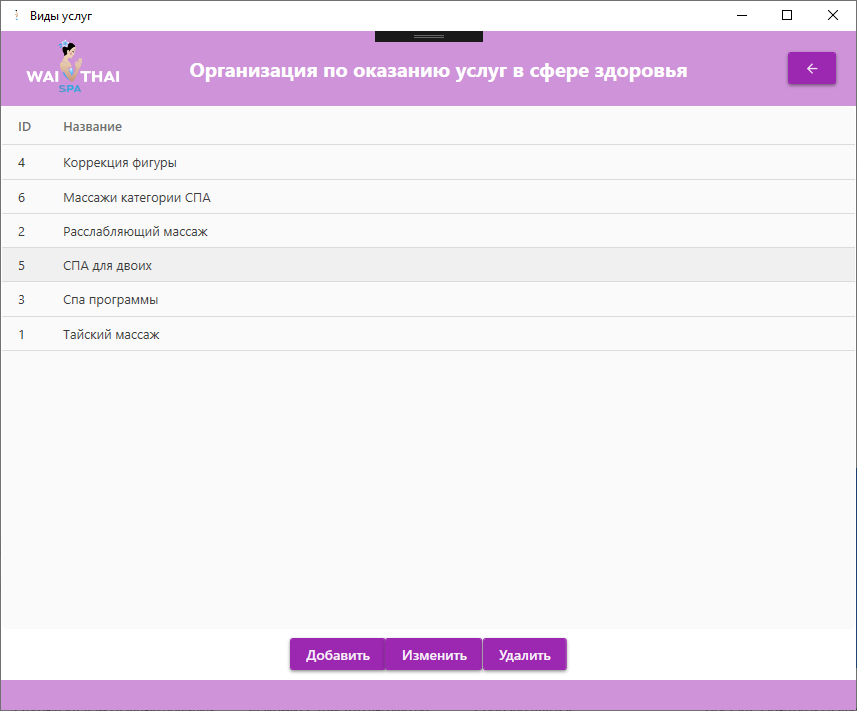 Виды услуг
WAI THAI
SPA
Организация по оказанию услуг в сфере здоровья
ID Название
4 Коррекция фигуры
6 Массажи категории СПА
2 Расслабляющий массаж
5 СПА для двоих
3 Спа программы
1 Тайский массаж
Добавить Изменить Удалить